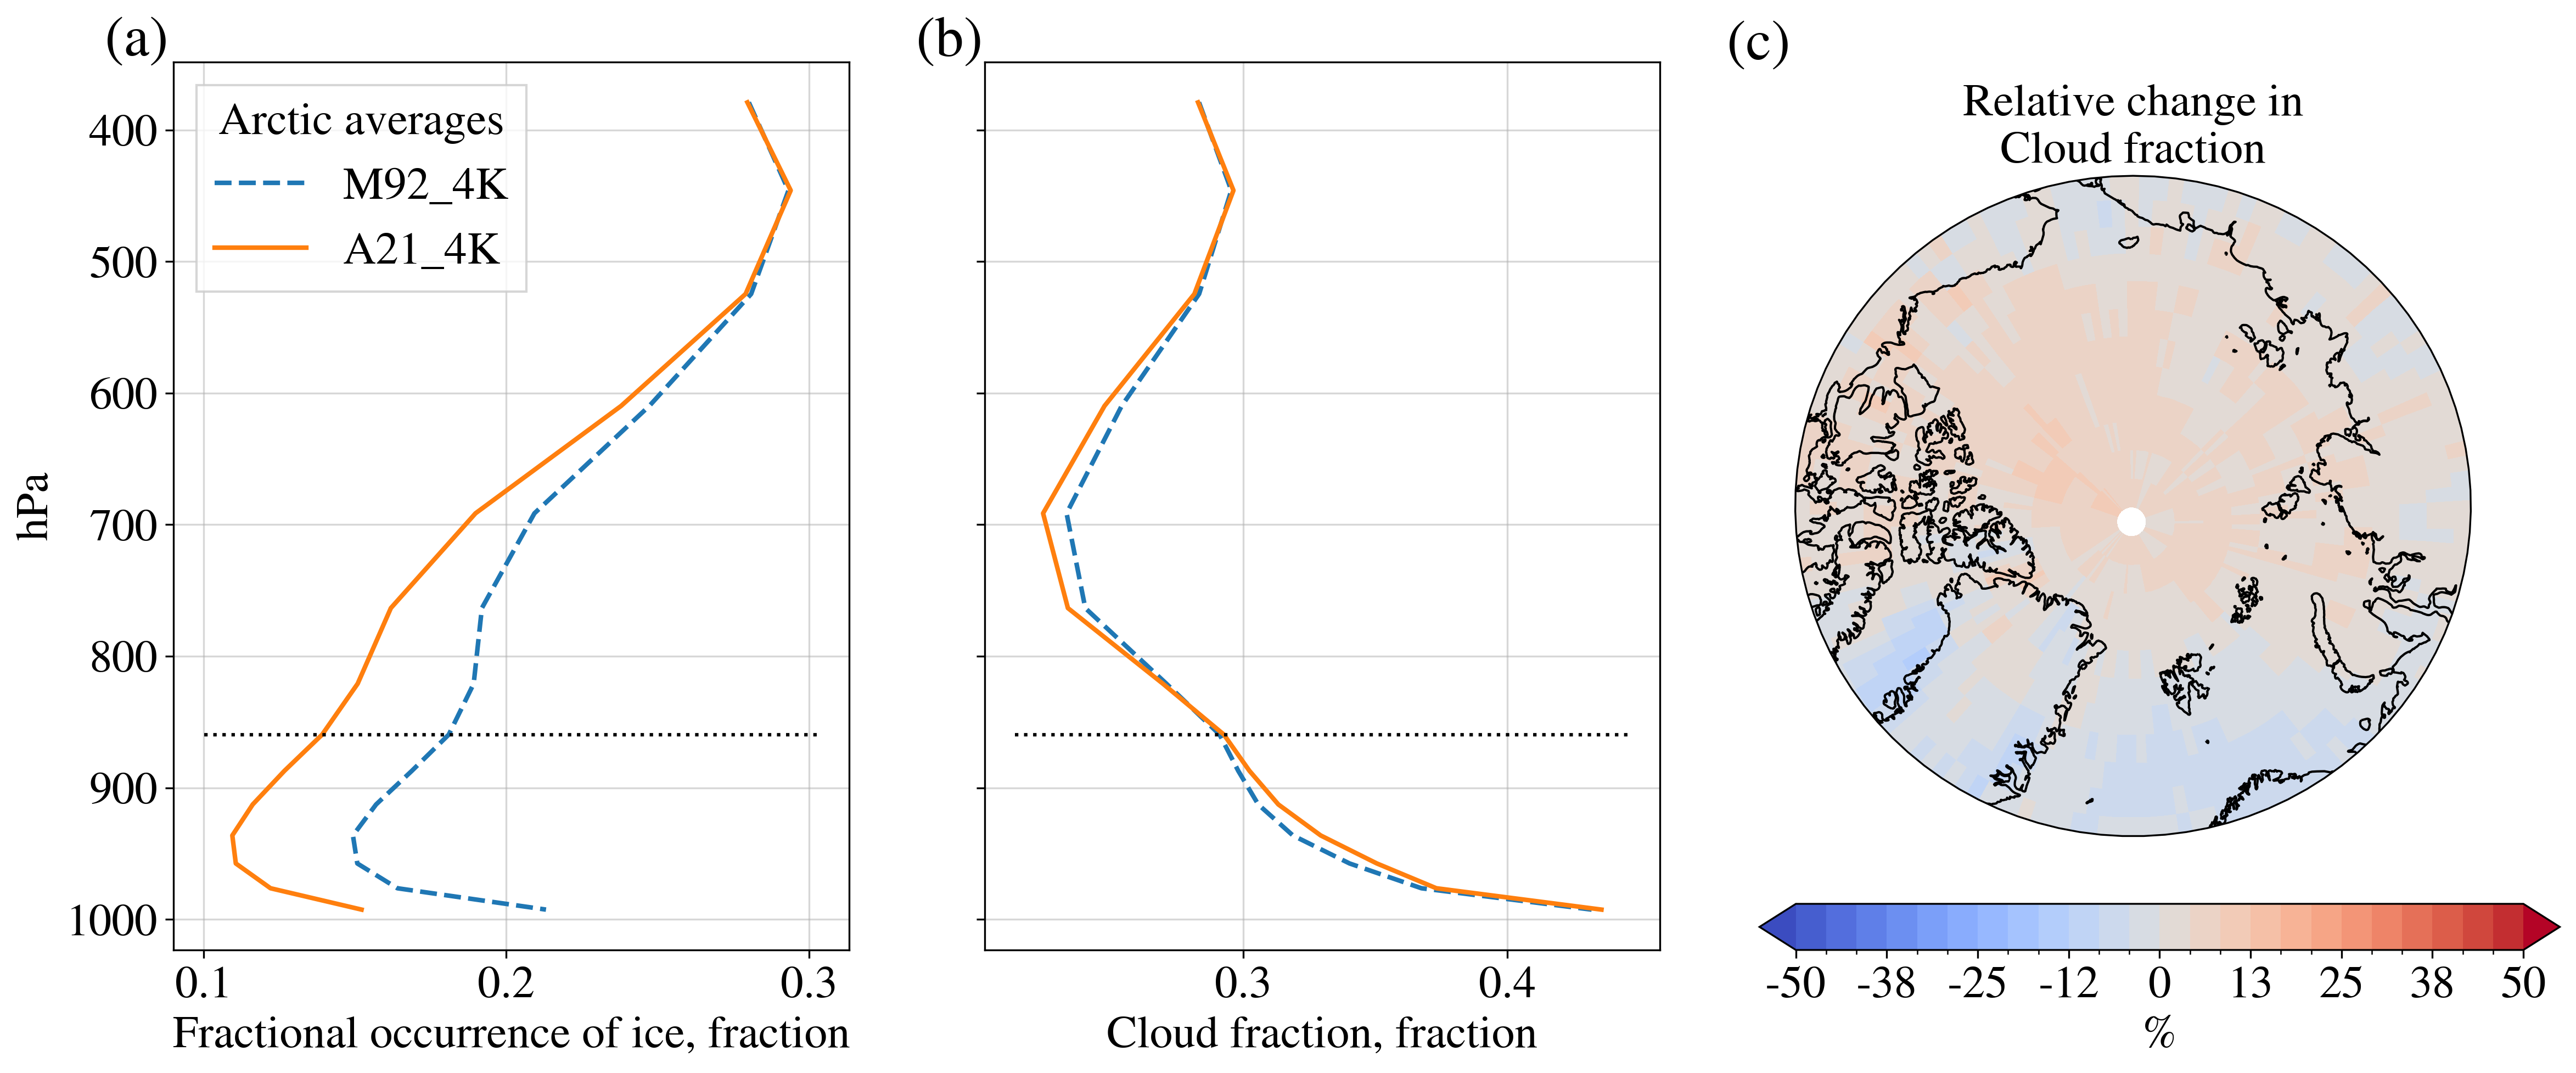 (a)
Arctic averages
M92_4K
A21_4K
hPa
400
500
600
700
800
900
1000
0.1 0.2 0.3
Fractional occurrence of ice, fraction
(b)
0.3 0.4
Cloud fraction, fraction
(c)
Relative change in
Cloud fraction
-50 -38 -25 -12 0 13 25 38 50
%